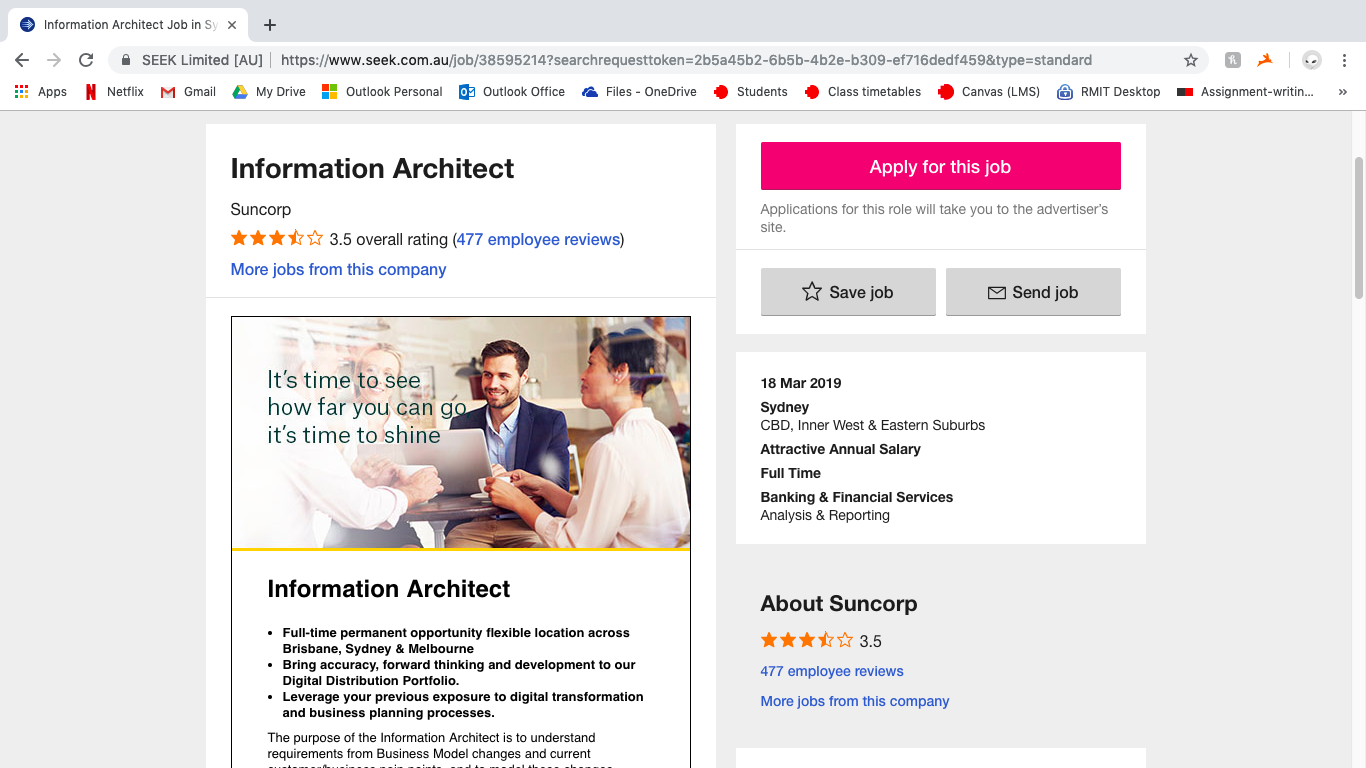 Information Architect Job in Sy
SEEK Limited [AU]
https://www.seek.com.au/job/38595214?searchrequesttoken=2b5a45b2-6b5b-4b2e-b309-ef716dedf459&type=standard
Apps
Netflix
Gmail
My Drive
Outlook Personal
Outlook Office
Files - OneDrive
Students
Class timetables
Canvas (LMS)
RMIT Desktop
Assignment-writin...
Information Architect
Suncorp
3.5 overall rating (477 employee reviews)
More jobs from this company
It's time to see
how far you can go
it's time to shine
Information Architect
• Full-time permanent opportunity flexible location across
Brisbane, Sydney & Melbourne
• Bring accuracy, forward thinking and development to our
Digital Distribution Portfolio.
• Leverage your previous exposure to digital transformation
and business planning processes.
The purpose of the Information Architect is to understand
requirements from Business Model changes and current
Apply for this job
Applications for this role will take you to the advertiser's
site.
Save job
Send job
18 Mar 2019
Sydney
CBD, Inner West & Eastern Suburbs
Attractive Annual Salary
Full Time
Banking & Financial Services
Analysis & Reporting
About Suncorp
3.5
477 employee reviews
More jobs from this company